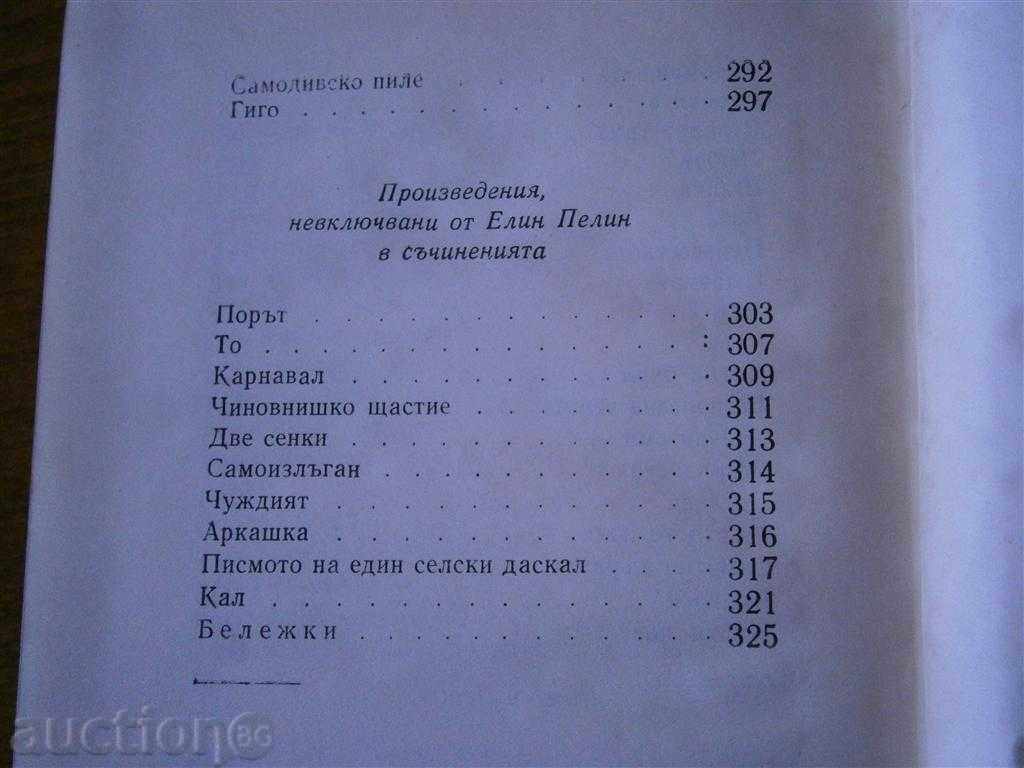 Самодивско пиле . . . . . . . . . 292
Гиго . . . . . . . . . . . . . . 297
Произведения,
невключвани от Елин Пелин
в съчиненията
Порът . . . . . . . . . . . . . . 303
То . . . . . . . . . . . . . . . : 307
Карнавал . . . . . . . . . . . . . 309
Чиновнишко щастие . . . . . . . . 311
Две сенки . . . . . . . . . . . . . 313
Самоизлъган . . . . . . . . . . . 314
Чуждият . . . . . . . . . . . . . 315
Аркашка . . . . . . . . . . . . . 316
Писмото на един селски даскал . . . . 317
Кал . . . . . . . . . . . . . . . 321
Бележки . . . . . . . . . . . . 325
auction BG